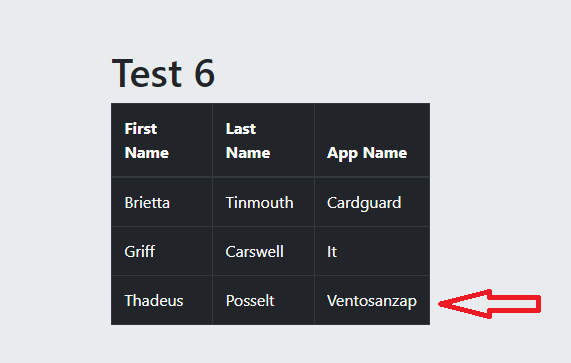 Test 6
First Name Last Name App Name
Brietta Tinmouth Cardguard
Griff Carswell It
Thadeus Posselt Ventosanzap